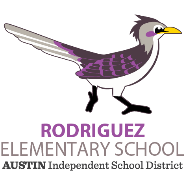 RODRIGUEZ
ELEMENTARY SCHOOL
AUSTIN Independent School District